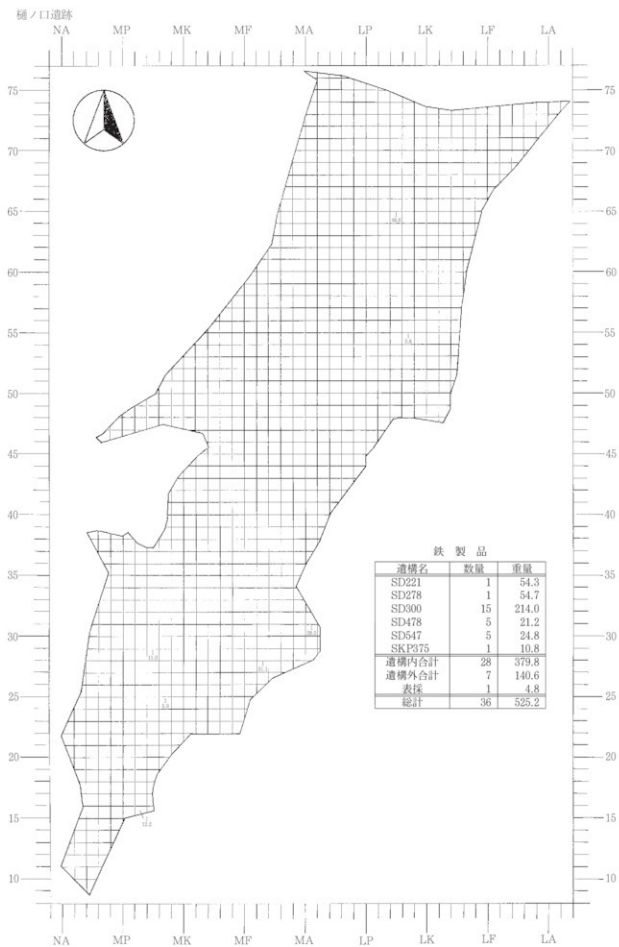 樋ノ口遺跡
NA MP MK MF MA LP LK LF LA
75 75
70 70
65 65
60 60
55 55
50 50
45 45
40 40
35 35
30 30
25 25
20 20
15 15
10 10
鉄製品
遺構名 数量 重量
SD221 1 54.3
SD278 1 54.7
SD300 15 214.0
SD478 5 21.2
SD547 5 24.8
SKP375 1 10.8
遺構内合計 28 379.8
遺構外合計 7 140.6
表採 1 4.8
総計 36 525.2
NA MP MK MF MA LP LK LF LA